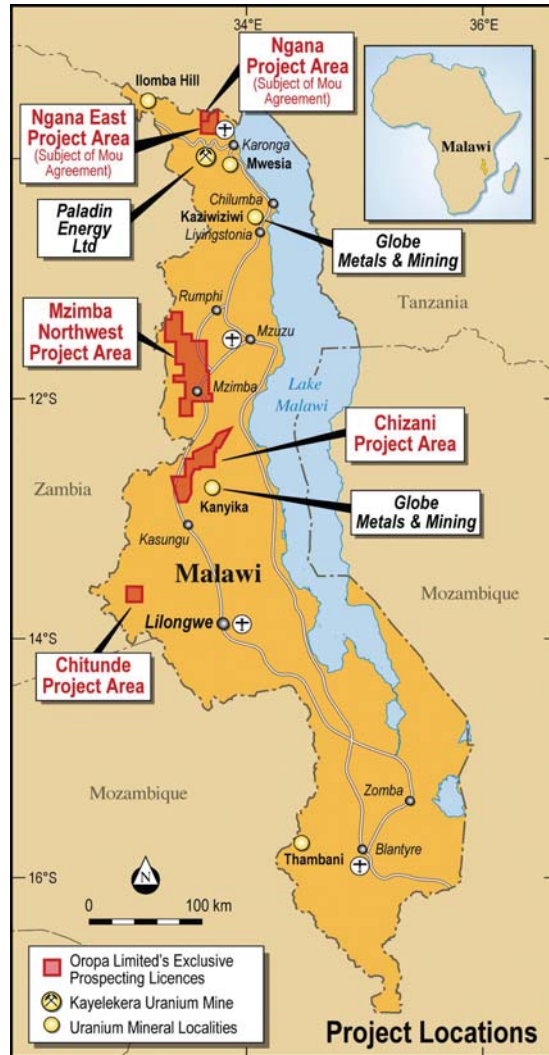 34°E
36°E
Ngana
Project Area
(Subject of Mou
Agreement)
Ilomba Hill
Ngana East
Project Area
(Subject of Mou
Agreement)
Malawi
Karonga
Mwesia
Paladin
Energy
Ltd
Chilumba
Kaziwiziwi
Livingstonia
Globe
Metals & Mining
Tanzania
Rumphi
Mzimba
Northwest
Project Area
Mzuzu
12°S
Mzimba
Lake
Malawi
Chizani
Project Area
Zambia
Kanyika
Globe
Metals & Mining
Kasungu
Malawi
Mozambique
Lilongwe
14°S
Chitunde
Project Area
Mozambique
Zomba
Thambani
Blantyre
16°S
N
0
100 km
Oropa Limited's Exclusive
Prospecting Licences
Kayelekera Uranium Mine
Uranium Mineral Localities
Project Locations